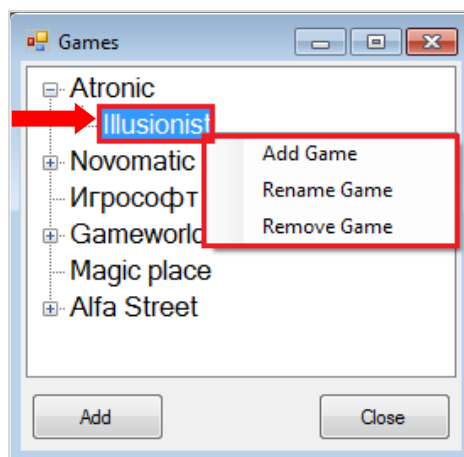 Games
Atronic
Illusionist
Add Game
Novomatic
Rename Game
Игрософт
Remove Game
Gameworld
Magic place
Alfa Street
Add
Close